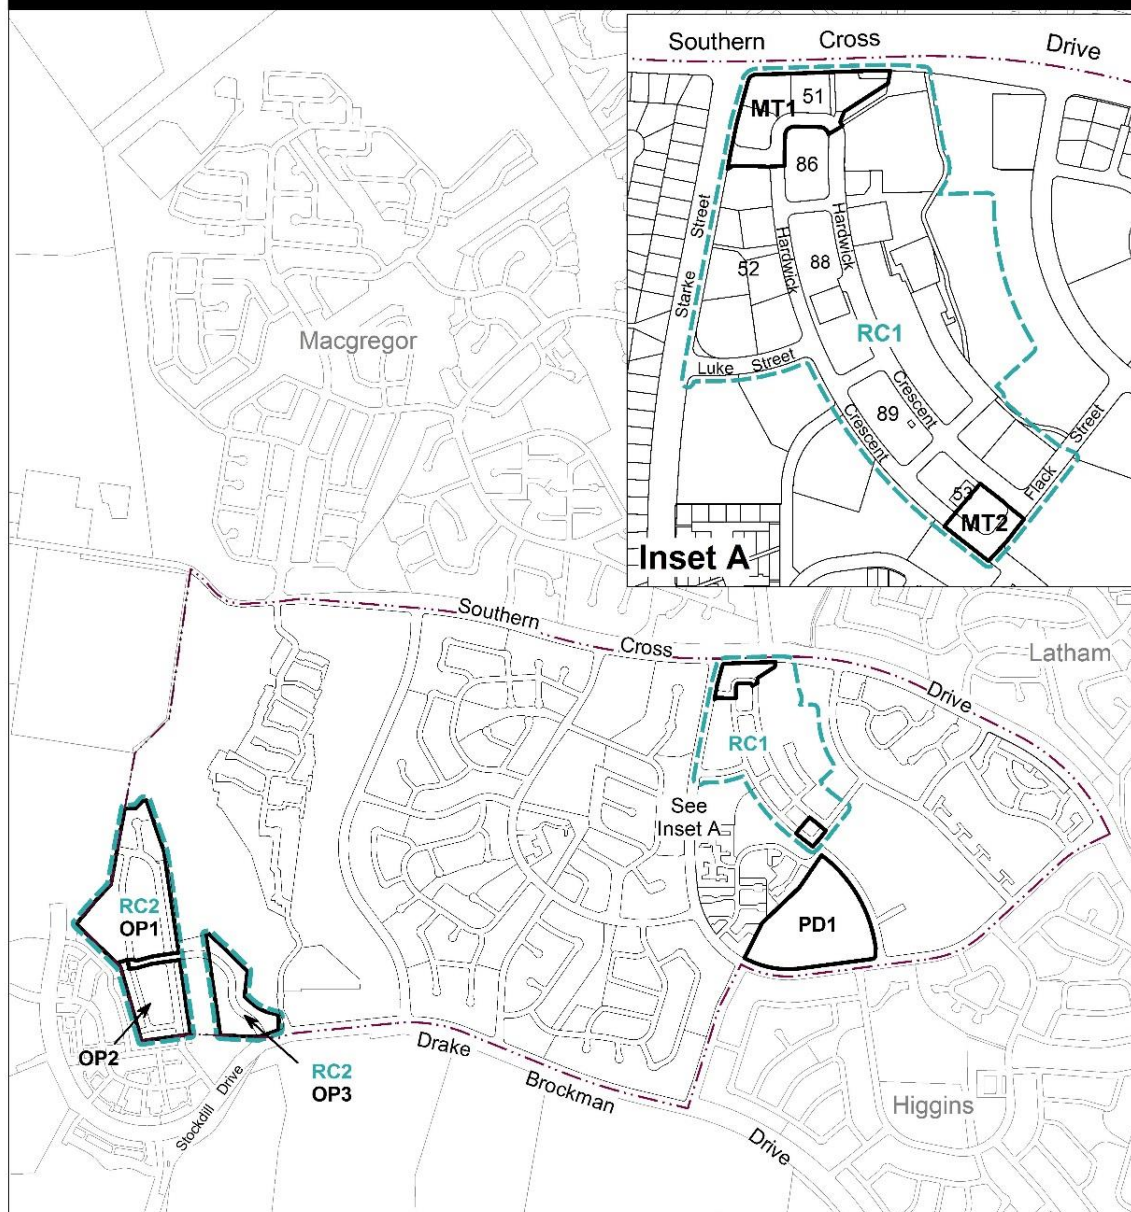 Southern Cross Drive
MT1
51
86
Street
Hardwick
Hardwick
52
88
Starke
RC1
Luke Street
Crescent
89
Crescent
Street
Flack
53
MT2
Inset A
Macgregor
Southern Cross Drive
Latham
RC1
See
Inset A
RC2
OP1
PD1
OP2
RC2
OP3
Stockdill Drive
Drake Brockman Drive
Higgins